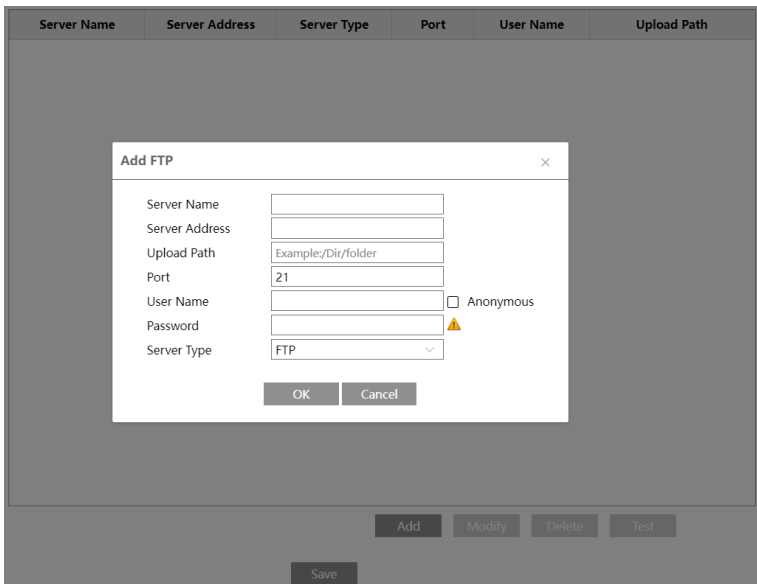 Server Name Server Address Server Type Port User Name Upload Path
Add FTP
Server Name
Server Address
Upload Path Example:/Dir/folder
Port 21
User Name Anonymous
Password
Server Type FTP
OK Cancel
Add Modify Delete Test
Save